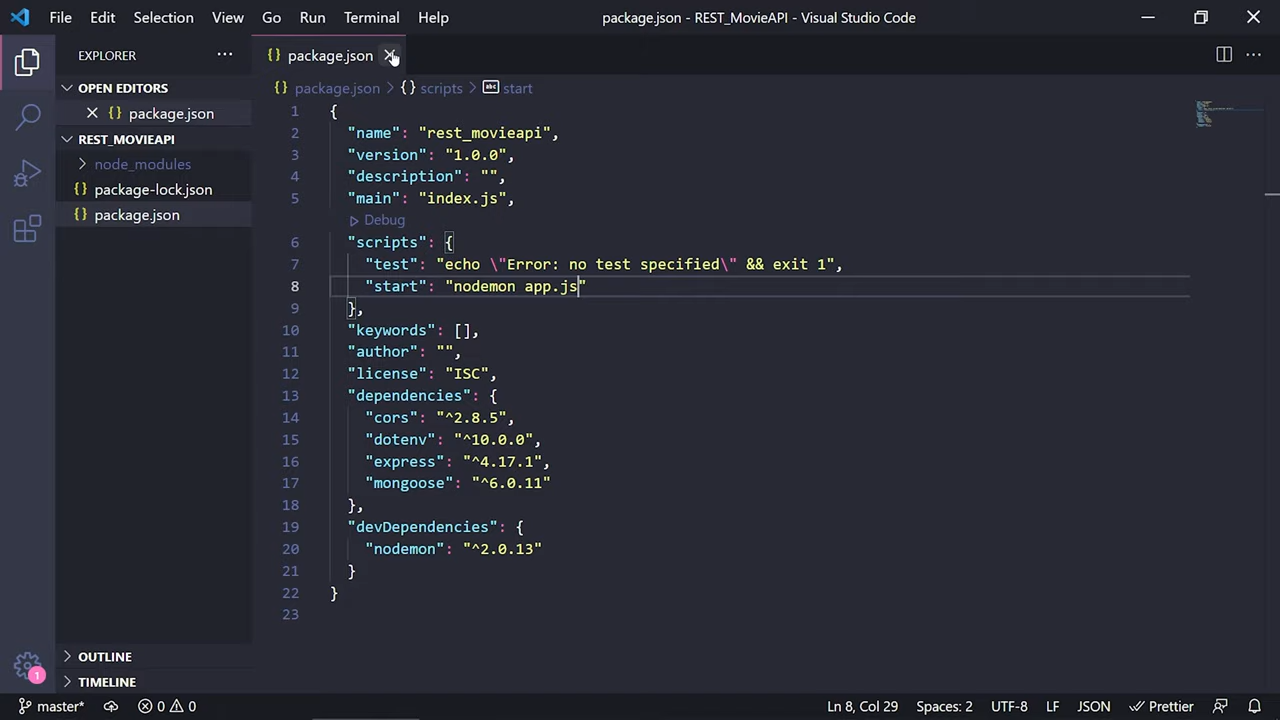 File Edit Selection View Go Run Terminal Help package.json - REST_MovieAPI - Visual Studio Code
EXPLORER
OPEN EDITORS
{} package.json
REST_MOVIEAPI
node_modules
{} package-lock.json
{} package.json
OUTLINE
TIMELINE
{} package.json
{} package.json > {} scripts > abc start
1 {
2 "name": "rest_movieapi",
3 "version": "1.0.0",
4 "description": "",
5 "main": "index.js",
Debug
6 "scripts": {
7 "test": "echo \"Error: no test specified\" && exit 1",
8 "start": "nodemon app.js"
9 },
10 "keywords": [],
11 "author": "",
12 "license": "ISC",
13 "dependencies": {
14 "cors": "^2.8.5",
15 "dotenv": "^10.0.0",
16 "express": "^4.17.1",
17 "mongoose": "^6.0.11"
18 },
19 "devDependencies": {
20 "nodemon": "^2.0.13"
21 }
22 }
23
1
master* 0 0 Ln 8, Col 29 Spaces: 2 UTF-8 LF JSON Prettier